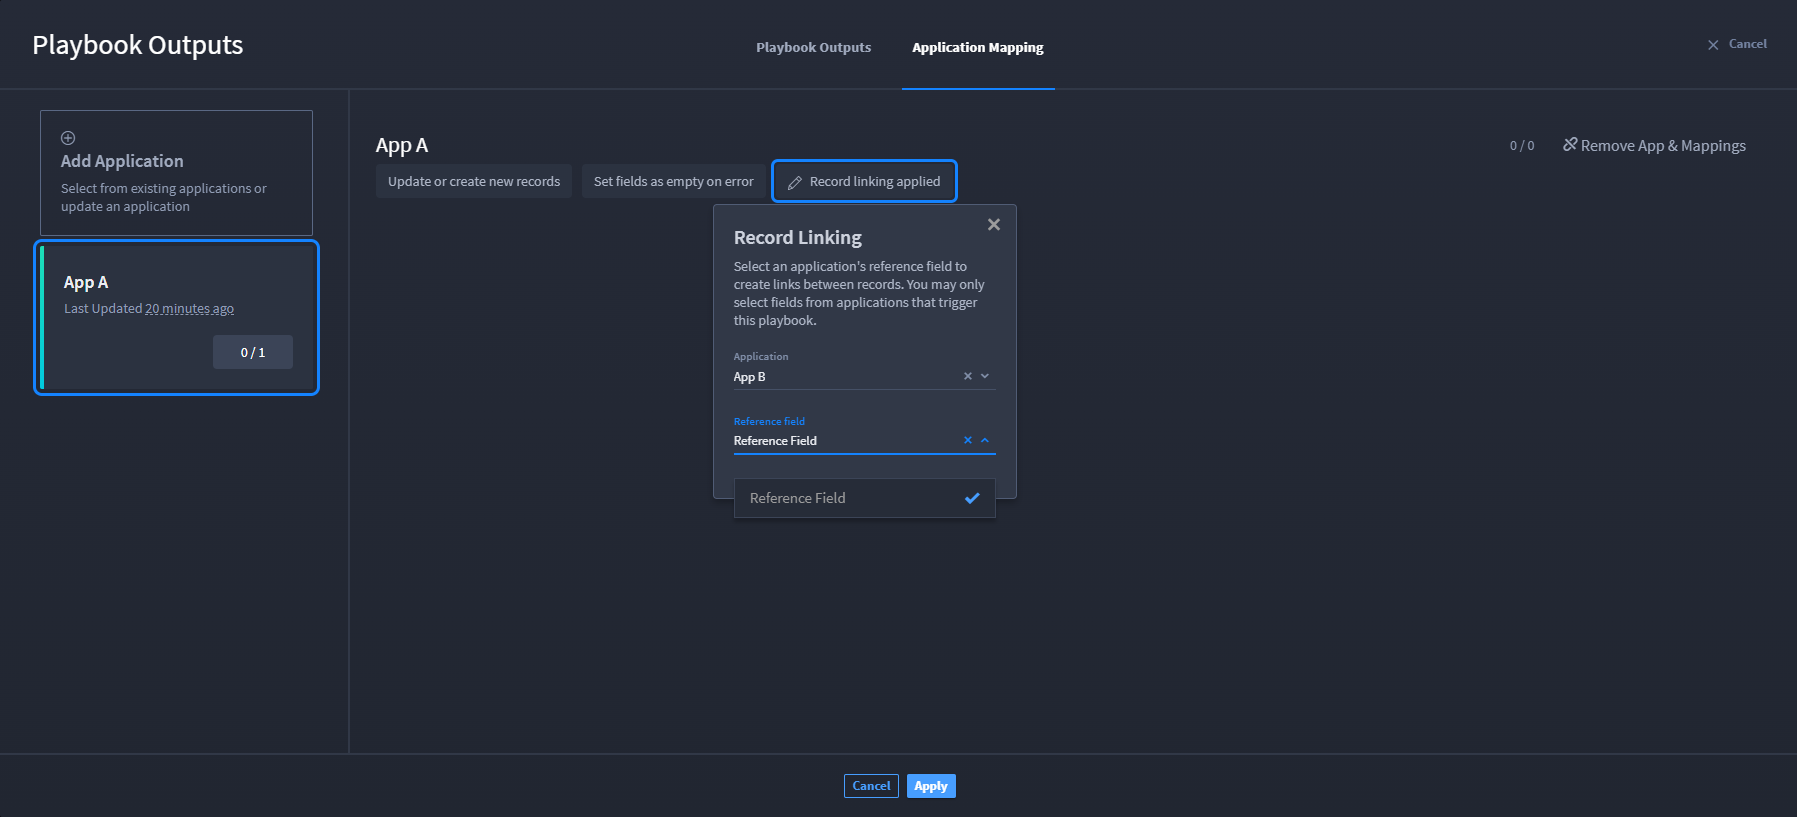 Playbook Outputs
Playbook Outputs
Application Mapping
Cancel
Add Application
Select from existing applications or
update an application
App A
Last Updated 20 minutes ago
0 / 1
App A
0 / 0
Remove App & Mappings
Update or create new records
Set fields as empty on error
Record linking applied
Record Linking
Select an application's reference field to
create links between records. You may only
select fields from applications that trigger
this playbook.
Application
App B
Reference field
Reference Field
Reference Field
Cancel
Apply